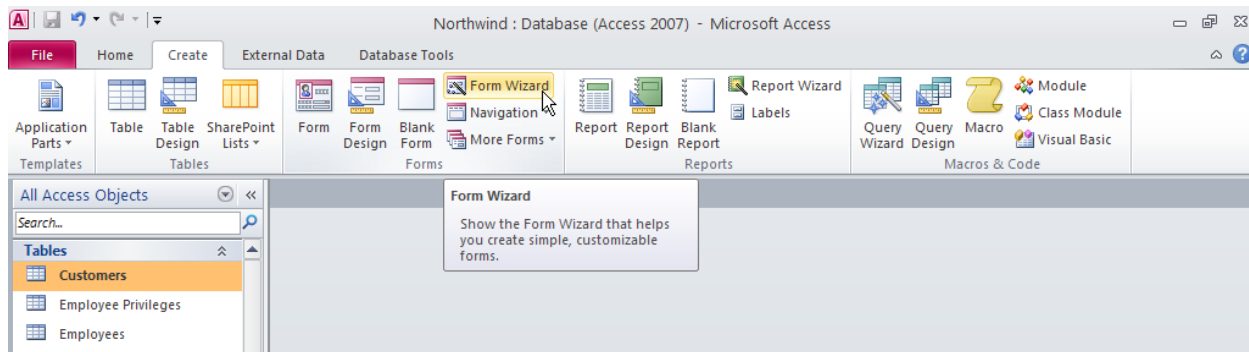 Northwind : Database (Access 2007) - Microsoft Access
File Home Create External Data Database Tools
Application Parts
Table
Table Design
SharePoint Lists
Form
Form Design
Blank Form
Form Wizard
Navigation
More Forms
Report
Report Design
Blank Report
Report Wizard
Labels
Query Wizard
Query Design
Macro
Module
Class Module
Visual Basic
Templates Tables Forms Reports Macros & Code
All Access Objects
Search...
Tables
Customers
Employee Privileges
Employees
Form Wizard
Show the Form Wizard that helps
you create simple, customizable
forms.